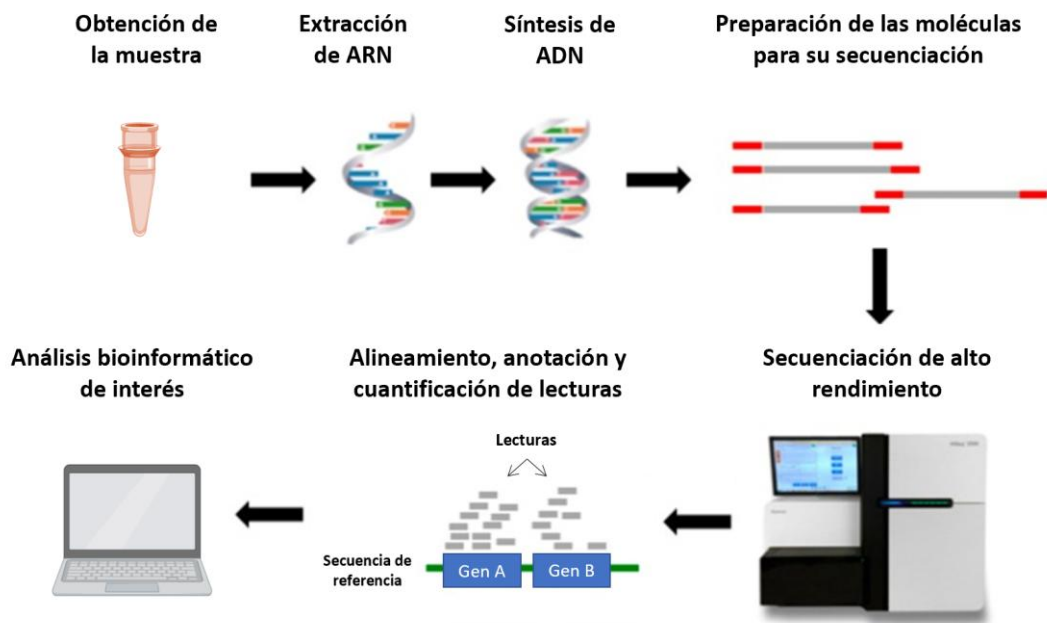 Obtención de
la muestra
Extracción
de ARN
Síntesis de
ADN
Preparación de las moléculas
para su secuenciación
Análisis bioinformático
de interés
Alineamiento, anotación y
cuantificación de lecturas
Secuenciación de alto
rendimiento
Lecturas
Secuencia de
referencia
Gen A
Gen B